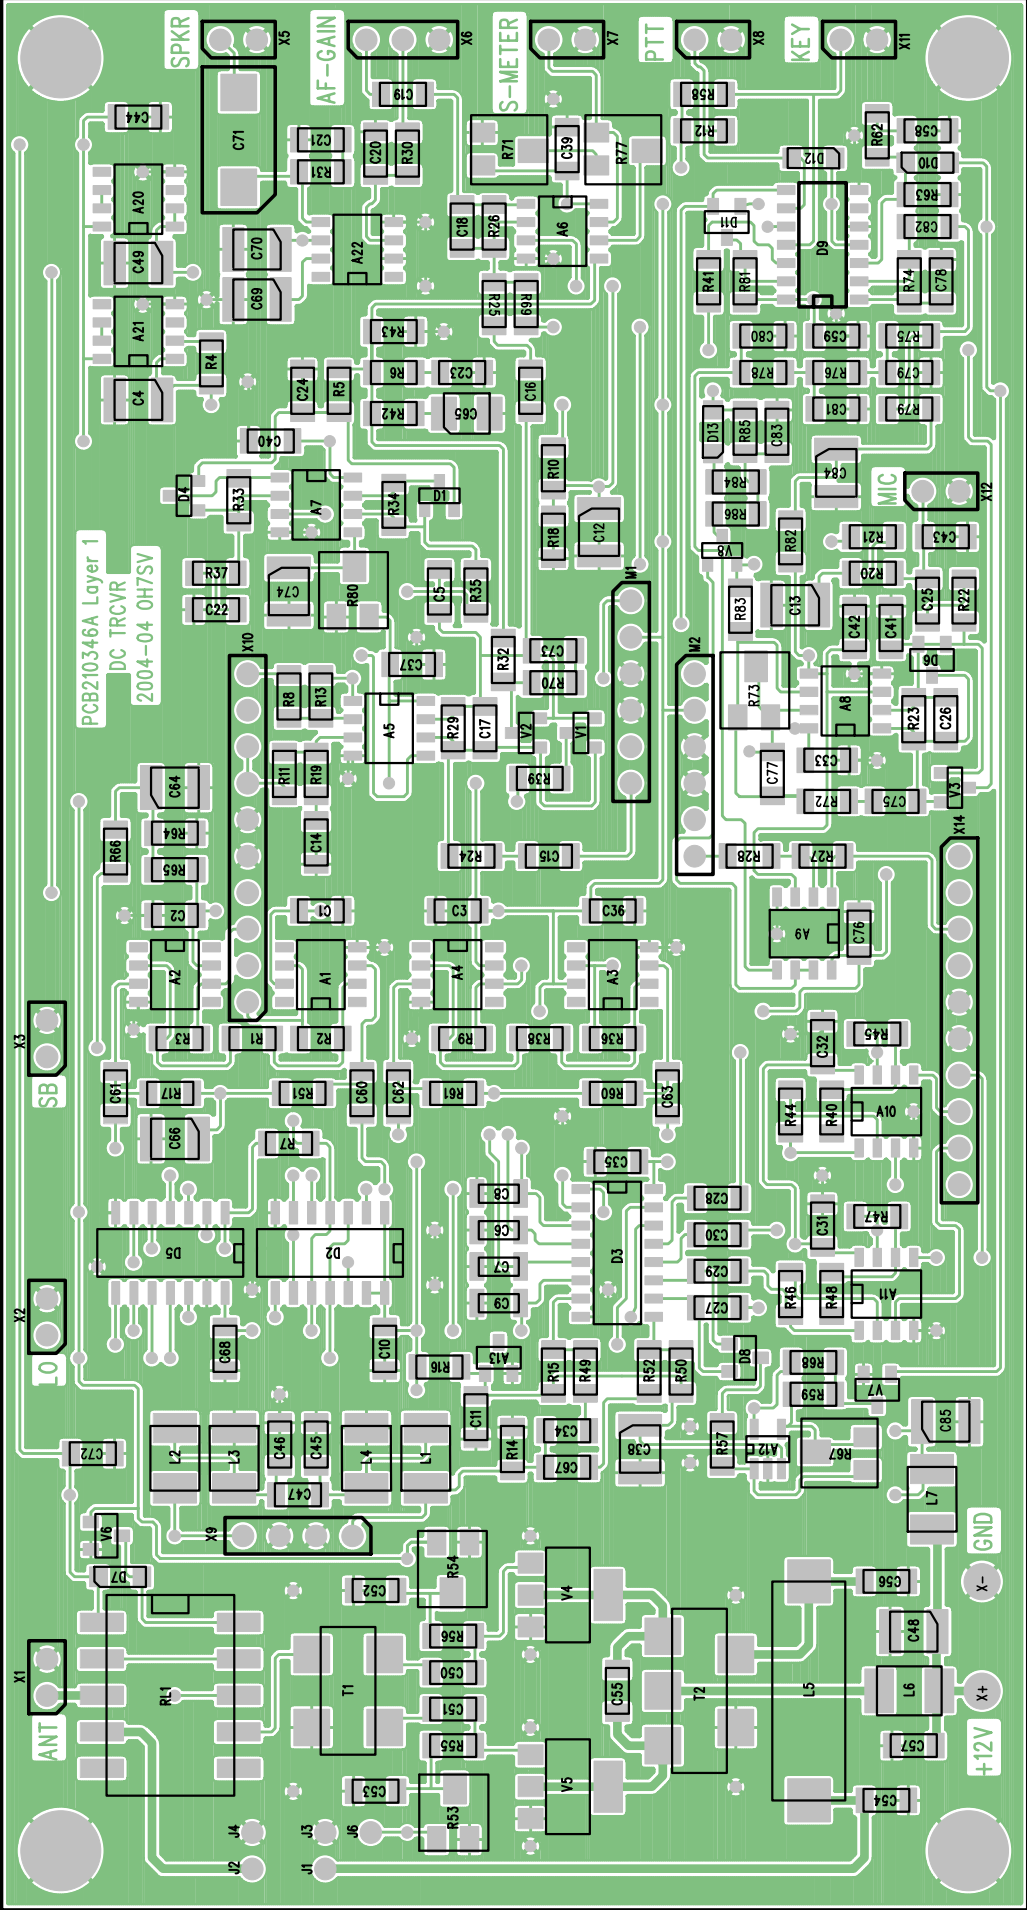 SPKR
X5
AF-GAIN
X6
S-METER
X7
PTT
X8
KEY
X11
C44
C71
C19
R58
C21
C20
R30
R71
C39
R77
R12
R62
C58
R31
D12
D10
A20
R63
C49
C70
A22
C18
R26
A6
D11
D9
C82
A21
C69
R25
R69
R41
R81
R74
C78
R4
R43
C80
C59
R75
C4
C24
R5
R6
C23
C16
R78
R76
C79
R42
C65
D13
R85
C83
C81
R79
C40
R10
R84
C84
MIC
X12
D4
R33
A7
R34
D1
R18
C12
R86
R82
R21
C43
PCB210346A Layer 1
DC TRCVR
2004-04 OH7SV
R37
C74
R80
C5
R35
M1
V8
R20
C22
R83
C13
C42
C41
C25
R22
X10
C37
R32
C73
R70
M2
R73
D6
R8
R13
A5
R29
C17
V2
V1
A8
R23
C26
R11
R19
R39
C77
C33
C64
R72
C75
V3
R66
R64
C14
X14
R65
R24
C15
R28
R27
C2
C1
C3
C36
A9
C76
A2
A1
A4
A3
X3
R3
R1
R2
R9
R38
R36
C32
R45
SB
C61
R17
R51
C60
C62
R61
R60
C63
R44
R40
A10
C66
R7
C35
C8
C28
C31
R47
D5
D2
C6
D3
C30
C7
C29
X2
C9
C27
R46
R48
A11
LO
C68
C10
R16
A13
R15
R49
R52
R50
D8
R68
R59
V7
C11
C72
L2
L3
C46
C45
L4
L1
R14
C34
C38
R57
A12
R67
C85
C67
C47
L7
X9
V6
GND
D7
R54
C52
V4
C56
X-
X1
R56
C48
RL1
T1
C50
C55
T2
L5
L6
X+
C51
ANT
R55
C57
+12V
C53
V5
R53
C54
J4
J3
J6
J2
J1